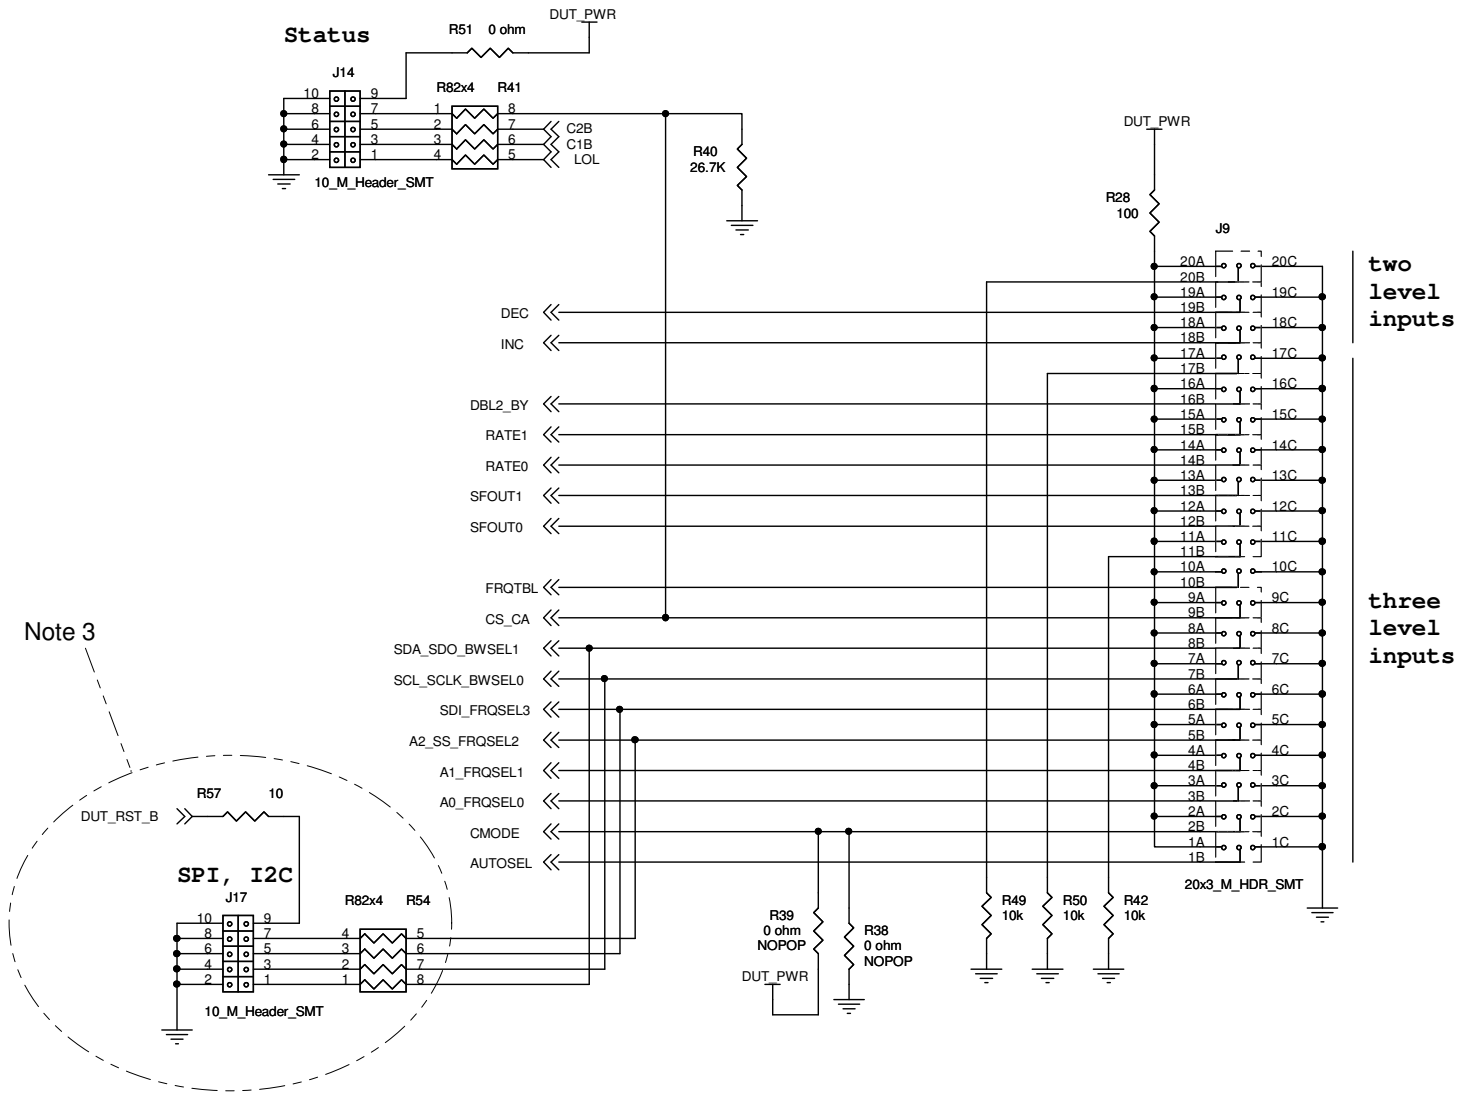 Status
R51 0 ohm
DUT_PWR
J14
R82x4 R41
10 9
8 7 1 8
6 5 2 7 C2B
4 3 3 6 C1B
2 1 4 5 LOL
10_M_Header_SMT
R40
26.7K
DUT_PWR
R28
100
J9
20A 20C
20B
19A 19C
DEC 19B
18A 18C
INC 18B
17A 17C
17B
16A 16C
DBL2_BY 16B
15A 15C
RATE1 15B
14A 14C
RATE0 14B
13A 13C
SFOUT1 13B
12A 12C
SFOUT0 12B
11A 11C
11B
10A 10C
FRQTBL 10B
9A 9C
CS_CA 9B
8A 8C
SDA_SDO_BWSEL1 8B
7A 7C
SCL_SCLK_BWSEL0 7B
6A 6C
SDI_FRQSEL3 6B
5A 5C
A2_SS_FRQSEL2 5B
4A 4C
A1_FRQSEL1 4B
3A 3C
A0_FRQSEL0 3B
2A 2C
CMODE 2B
1A 1C
AUTOSEL 1B
20x3_M_HDR_SMT
two
level
inputs
three
level
inputs
Note 3
R57 10
DUT_RST_B
SPI, I2C
J17
R82x4 R54
10 9
8 7 4 5
6 5 3 6
4 3 2 7
2 1 1 8
10_M_Header_SMT
R39
0 ohm
NOPOP
DUT_PWR
R38
0 ohm
NOPOP
R49
10k
R50
10k
R42
10k